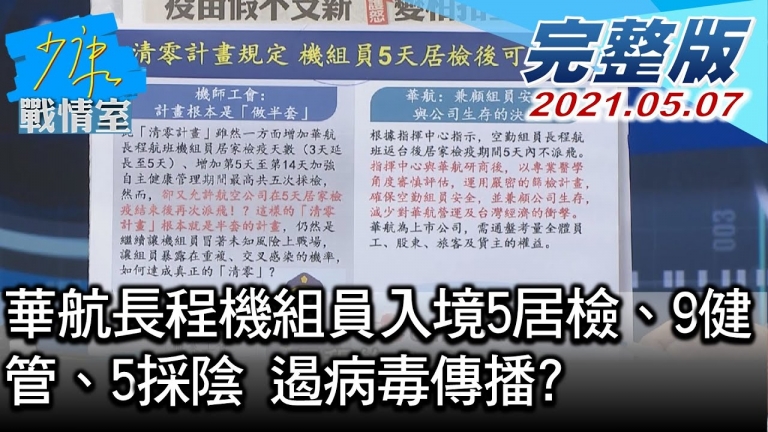 疫苗假不艾新
變相
少康
戰情室
清零計畫規定 機組員5天居檢後可
完整版
2021.05.07
機師工會:
計畫根本是「做半套」
「清零計畫」雖然一方面增加華航
長程航班機組員居家檢疫天數(3天延
長至5天)、增加第5天至第14天加強
自主健康管理期間最高共五次採檢,
然而,卻又允許航空公司在5天居家檢
疫結束後再次派飛!?這樣的「清零
計畫」根本就是半套的計畫,仍然是
繼續讓機組員冒著未知風險上戰場,
讓組員暴露在重複、交叉感染的機率,
如何達成真正的「清零」?
華航:兼顧組員安
與公司生存的決
根據指揮中心指示,空勤組員長程航
班返台後居家檢疫期間5天內不派飛。
指揮中心與華航研商後,以專業醫學
角度審慎評估,運用嚴密的篩檢計畫,
確保空勤組員安全,並兼顧公司生存,
減少對華航營運及台灣經濟的衝擊。
華航為上市公司,需通盤考量全體員
工、股東、旅客及貨主的權益。
003
華航長程機組員入境5居檢、9健
管、5採陰 遏病毒傳播?